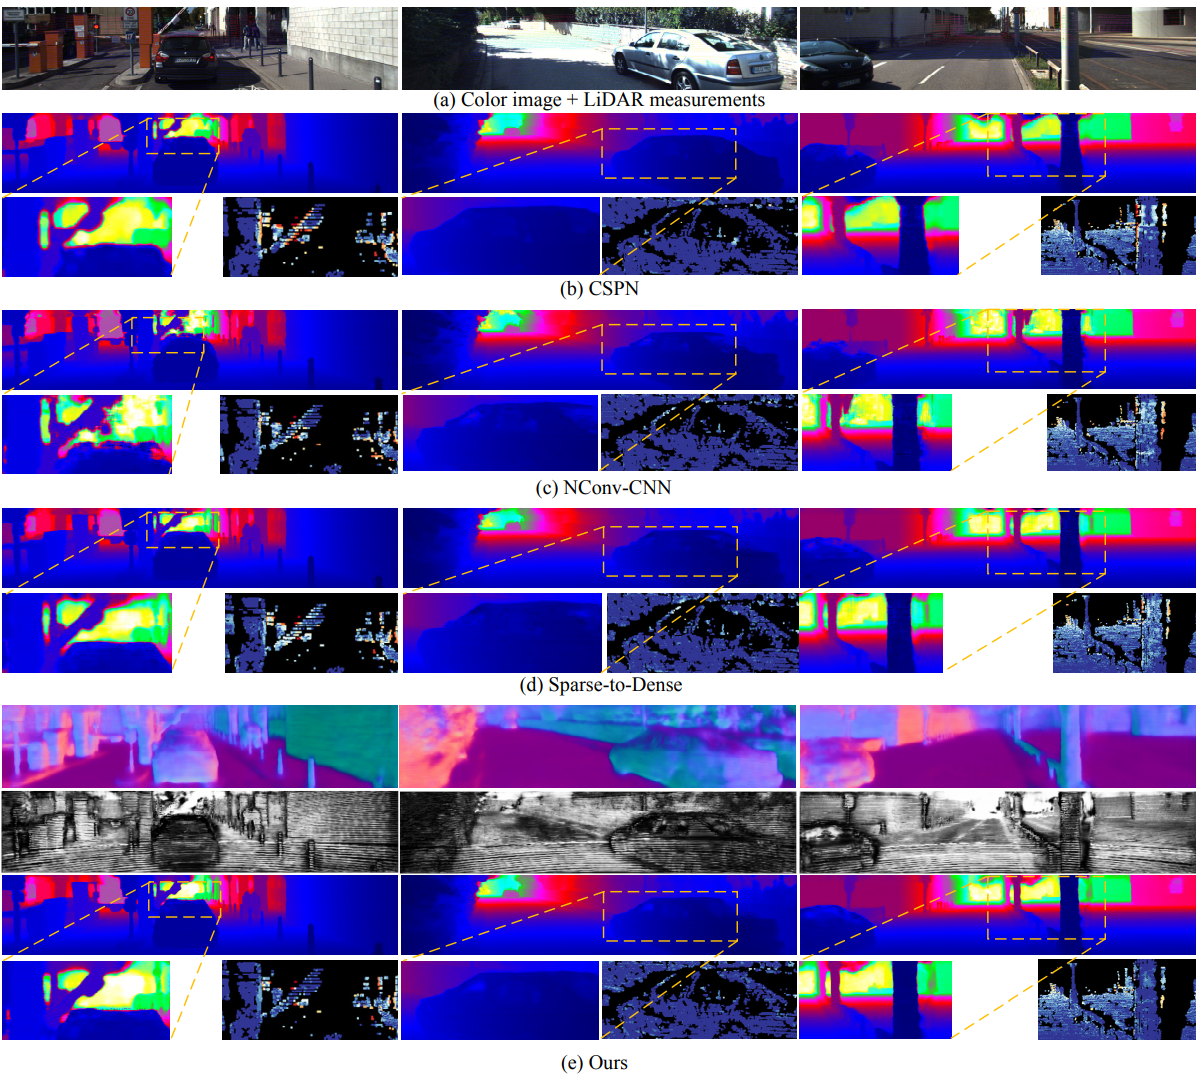 (a) Color image + LiDAR measurements
(b) CSPN
(c) NConv-CNN
(d) Sparse-to-Dense
(e) Ours